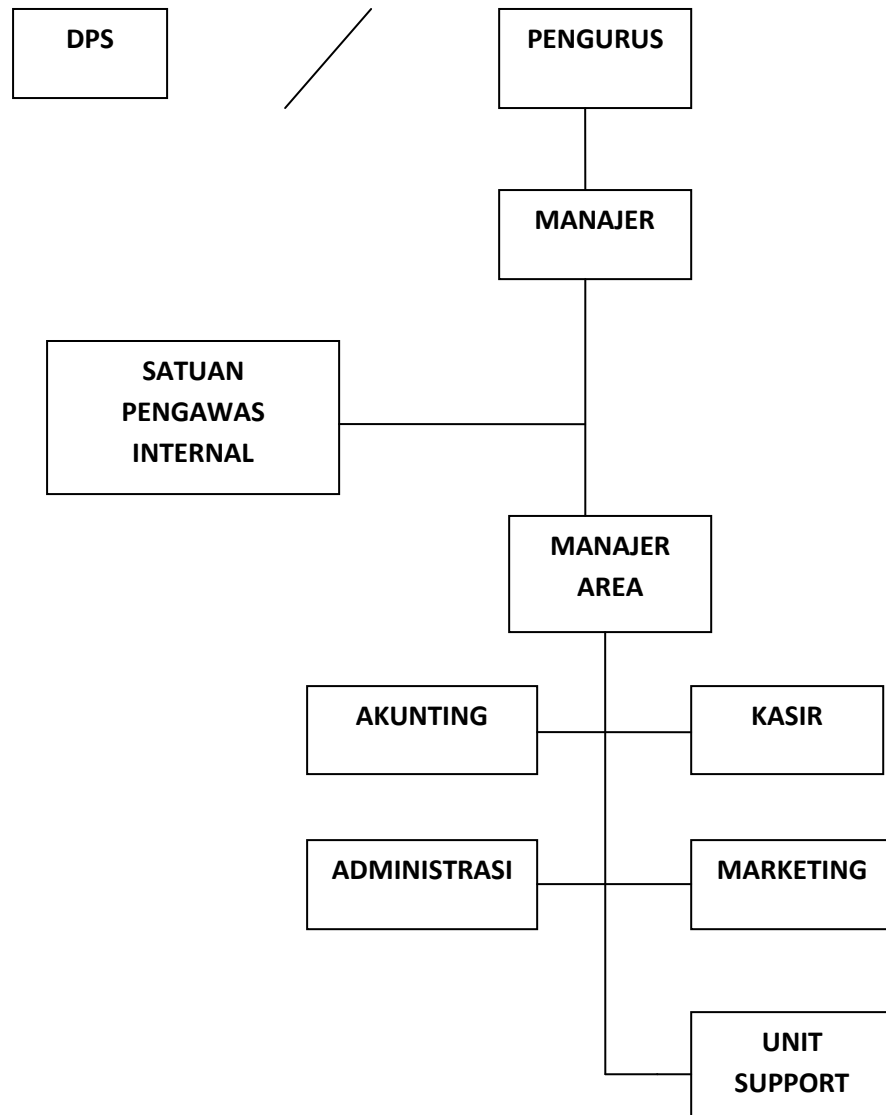 DPS
PENGURUS
MANAJER
SATUAN
PENGAWAS
INTERNAL
MANAJER
AREA
AKUNTING
KASIR
ADMINISTRASI
MARKETING
UNIT
SUPPORT